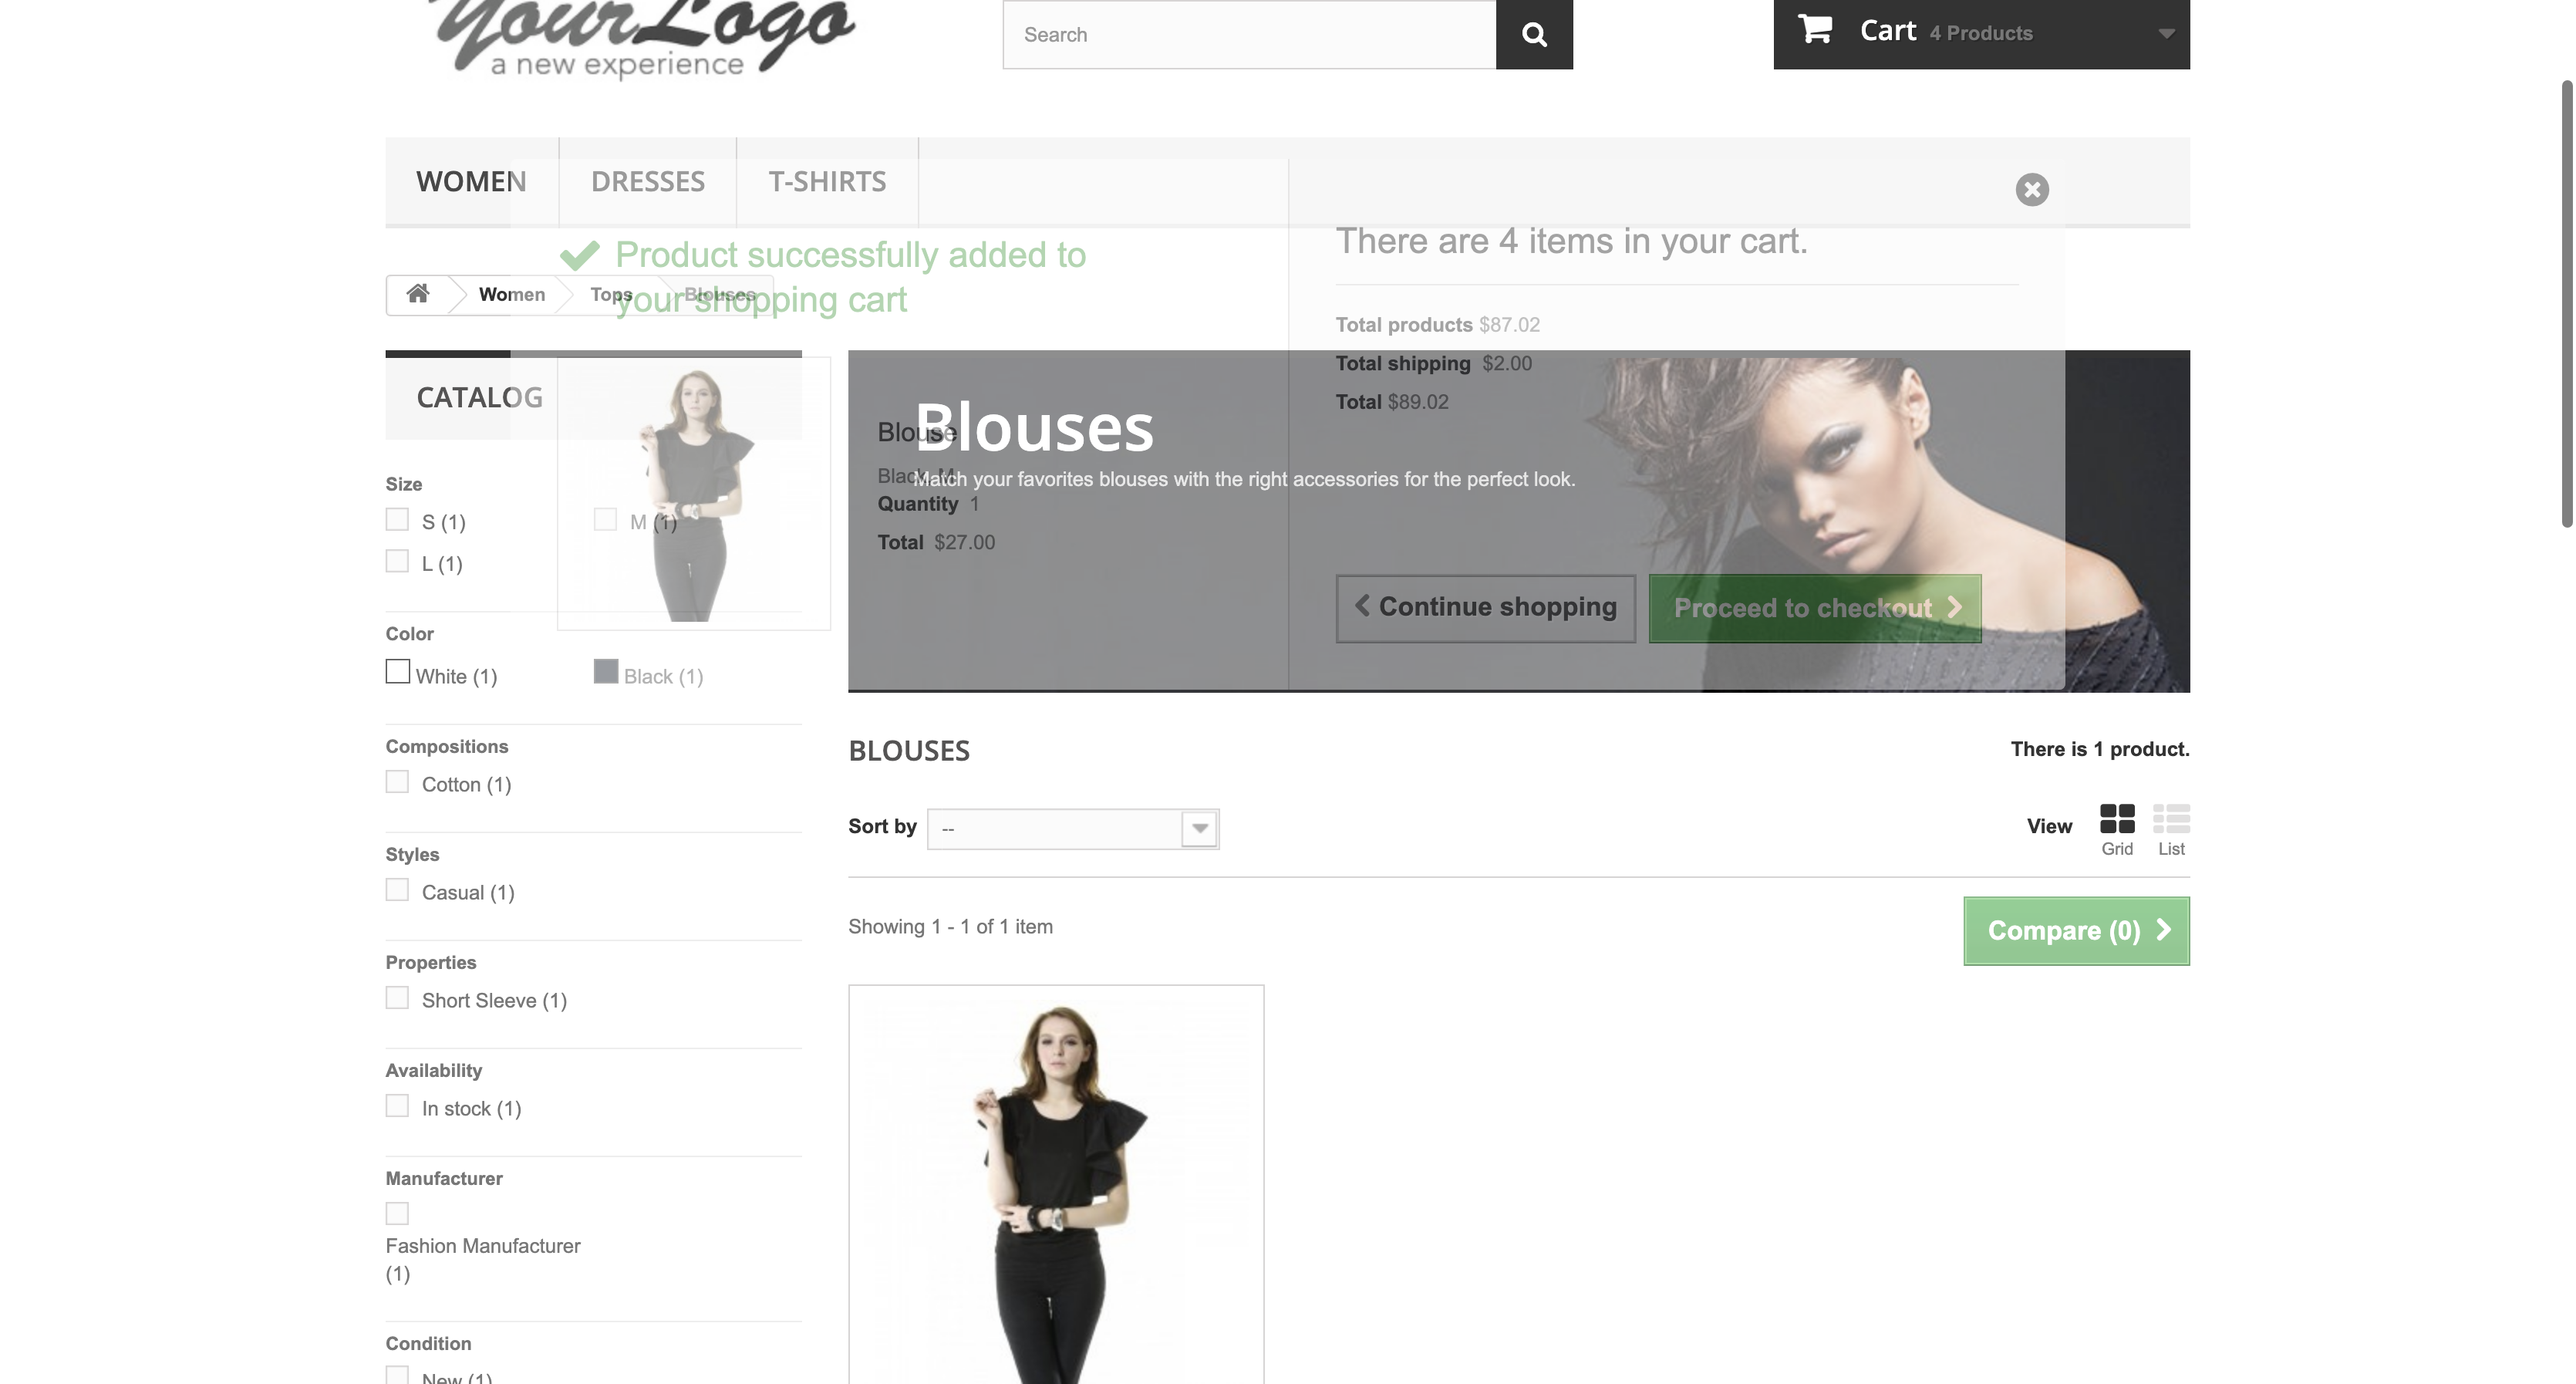 YourLogo
a new experience
Search
Cart 4 Products
WOMEN
DRESSES
T-SHIRTS
Product successfully added to
your shopping cart
There are 4 items in your cart.
Women
Tops
Blouses
Total products $87.02
Total shipping $2.00
Total $89.02
CATALOG
Blouses
Match your favorites blouses with the right accessories for the perfect look.
Blouse
Black, M
Quantity 1
Total $27.00
Continue shopping
Proceed to checkout
Size
S (1)
M (1)
L (1)
Color
White (1)
Black (1)
Compositions
Cotton (1)
Styles
Casual (1)
Properties
Short Sleeve (1)
Availability
In stock (1)
Manufacturer
Fashion Manufacturer
(1)
Condition
New (1)
BLOUSES
There is 1 product.
Sort by --
View
Grid
List
Showing 1 - 1 of 1 item
Compare (0)